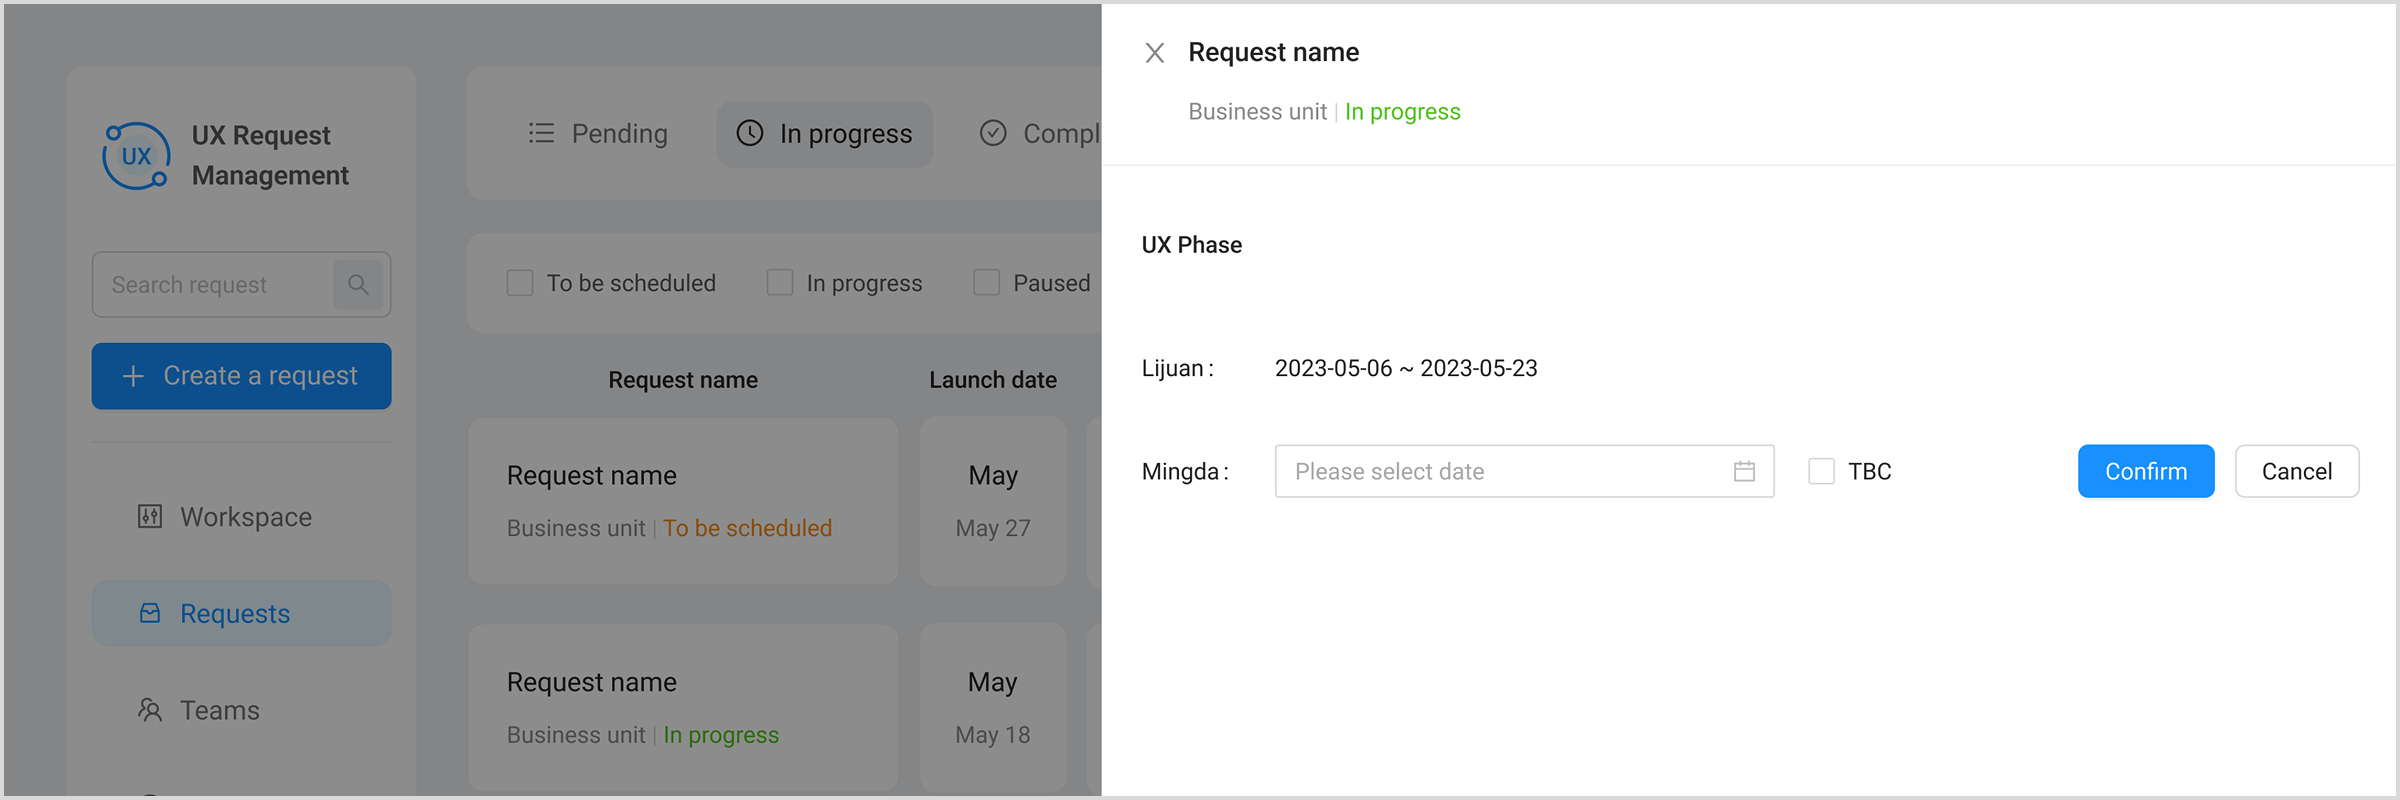 UX
UX Request
Management
Search request
Create a request
Workspace
Requests
Teams
Pending
In progress
Compl
To be scheduled
In progress
Paused
Request name
Launch date
Request name
Business unit | To be scheduled
May
May 27
Request name
Business unit | In progress
May
May 18
Request name
Business unit | In progress
UX Phase
Lijuan : 2023-05-06 ~ 2023-05-23
Mingda : Please select date TBC Confirm Cancel